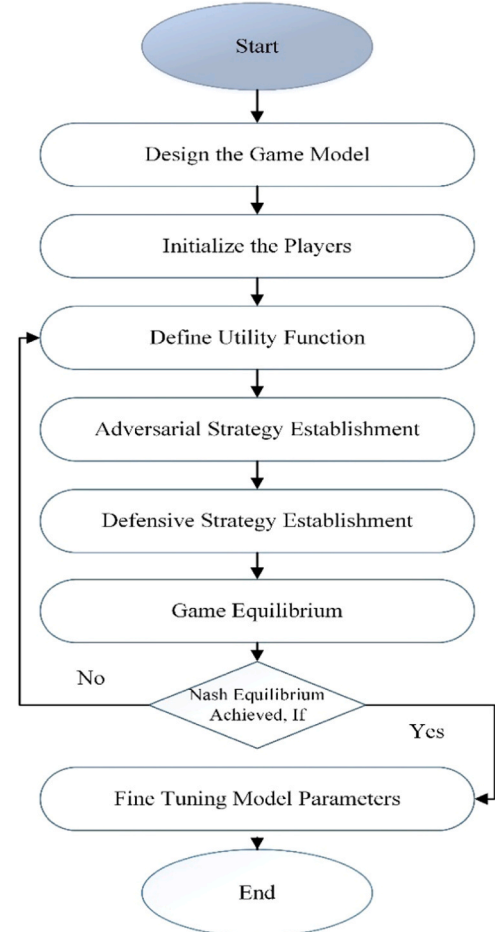 Start
Design the Game Model
Initialize the Players
Define Utility Function
Adversarial Strategy Establishment
Defensive Strategy Establishment
Game Equilibrium
No
Nash Equilibrium
Achieved, If
Yes
Fine Tuning Model Parameters
End